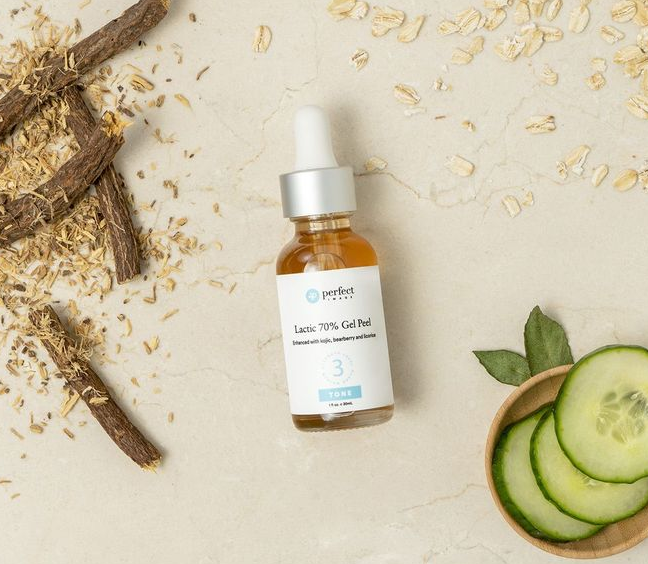 perfect
IMAGE
Lactic 70% Gel Peel
Enhanced with kojic, bearberry and licorice
3
TONE
1 fl oz. • 30mL